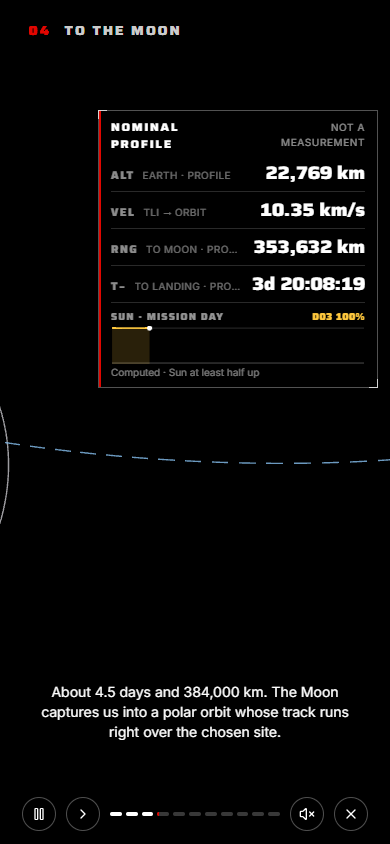 04 TO THE MOON
NOMINAL PROFILE
NOT A MEASUREMENT
ALT EARTH · PROFILE 22,769 km
VEL TLI → ORBIT 10.35 km/s
RNG TO MOON · PRO... 353,632 km
T− TO LANDING · PRO... 3d 20:08:19
SUN · MISSION DAY D03 100%
Computed · Sun at least half up
About 4.5 days and 384,000 km. The Moon
captures us into a polar orbit whose track runs
right over the chosen site.